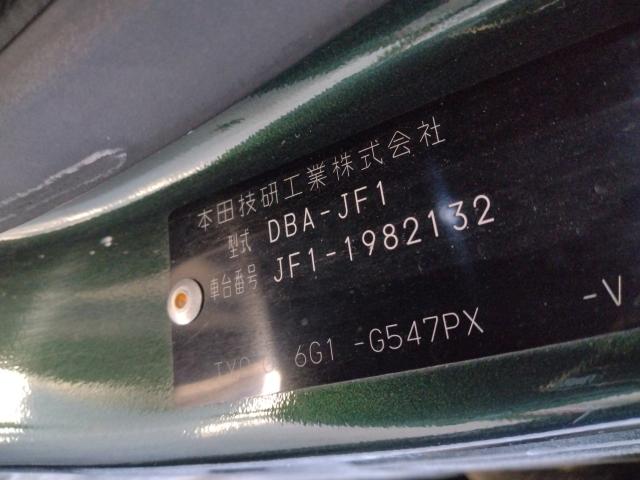 本田技研工業株式会社
型式 DBA-JF1
車台番号 JF1-1982132
6G1 -G547PX -V